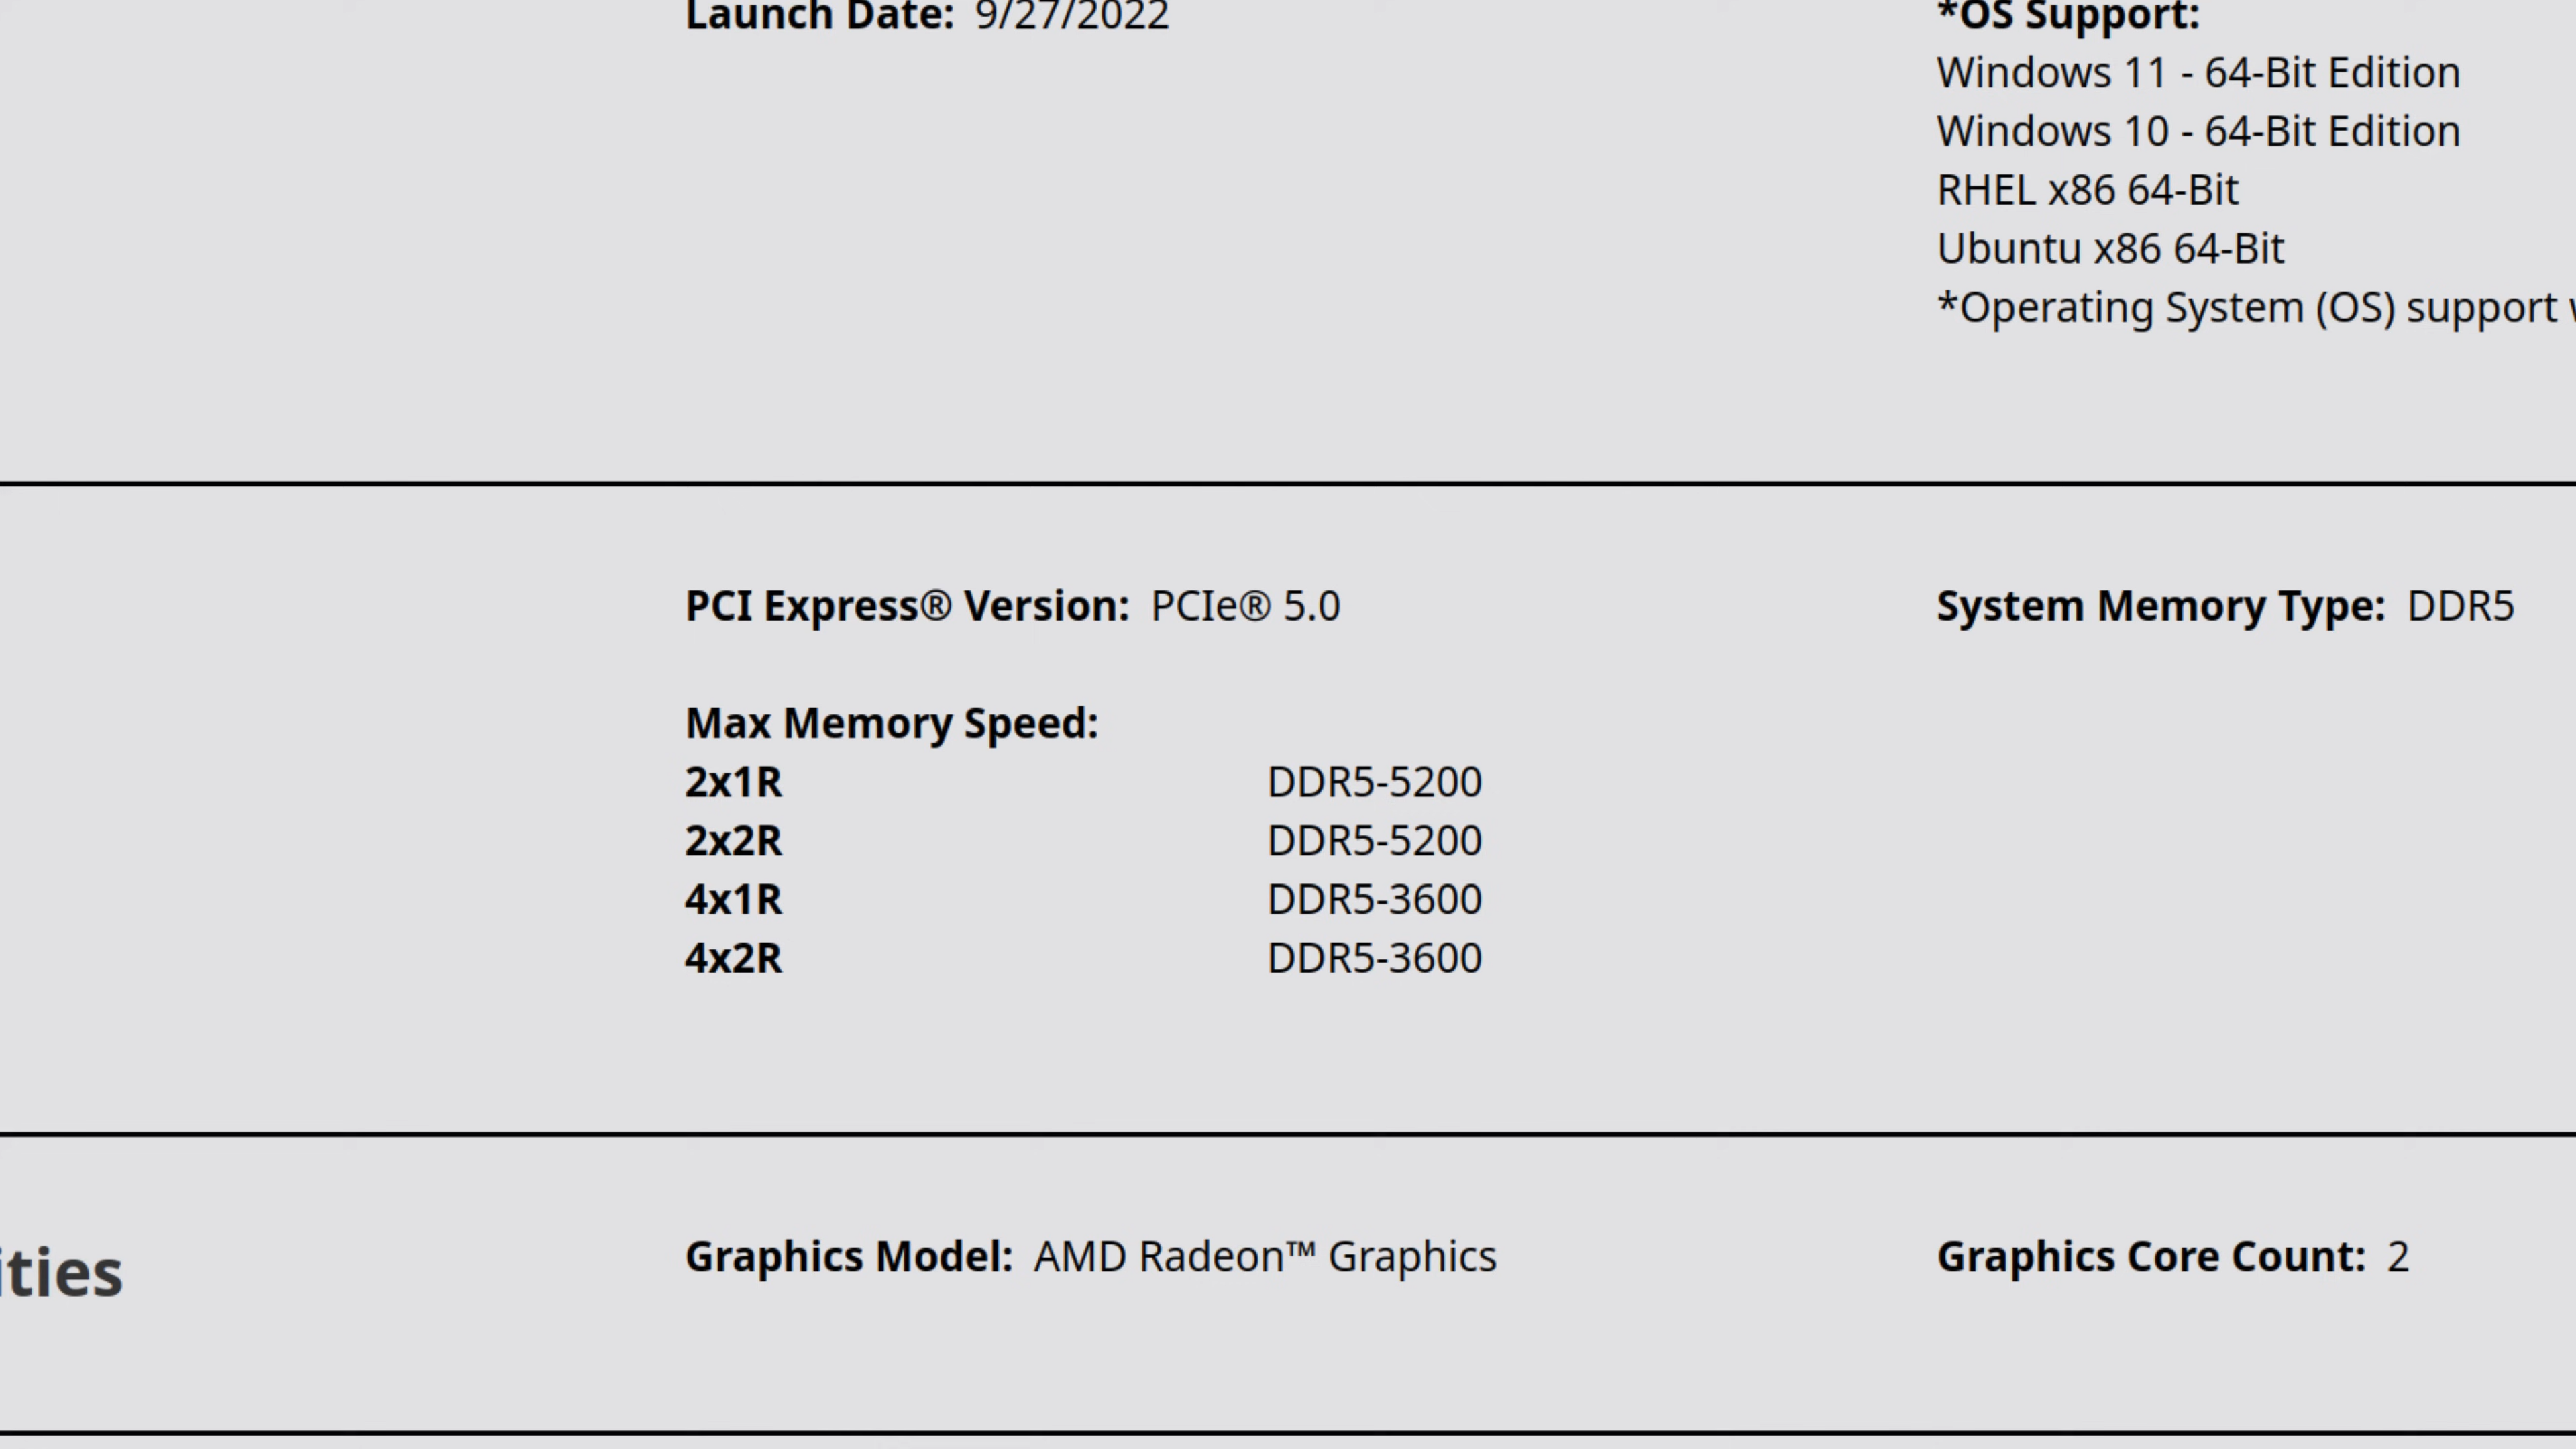 Launch Date: 9/27/2022
*OS Support:
Windows 11 - 64-Bit Edition
Windows 10 - 64-Bit Edition
RHEL x86 64-Bit
Ubuntu x86 64-Bit
*Operating System (OS) support
PCI Express® Version: PCIe® 5.0
System Memory Type: DDR5
Max Memory Speed:
2x1R DDR5-5200
2x2R DDR5-5200
4x1R DDR5-3600
4x2R DDR5-3600
ities
Graphics Model: AMD Radeon™ Graphics
Graphics Core Count: 2